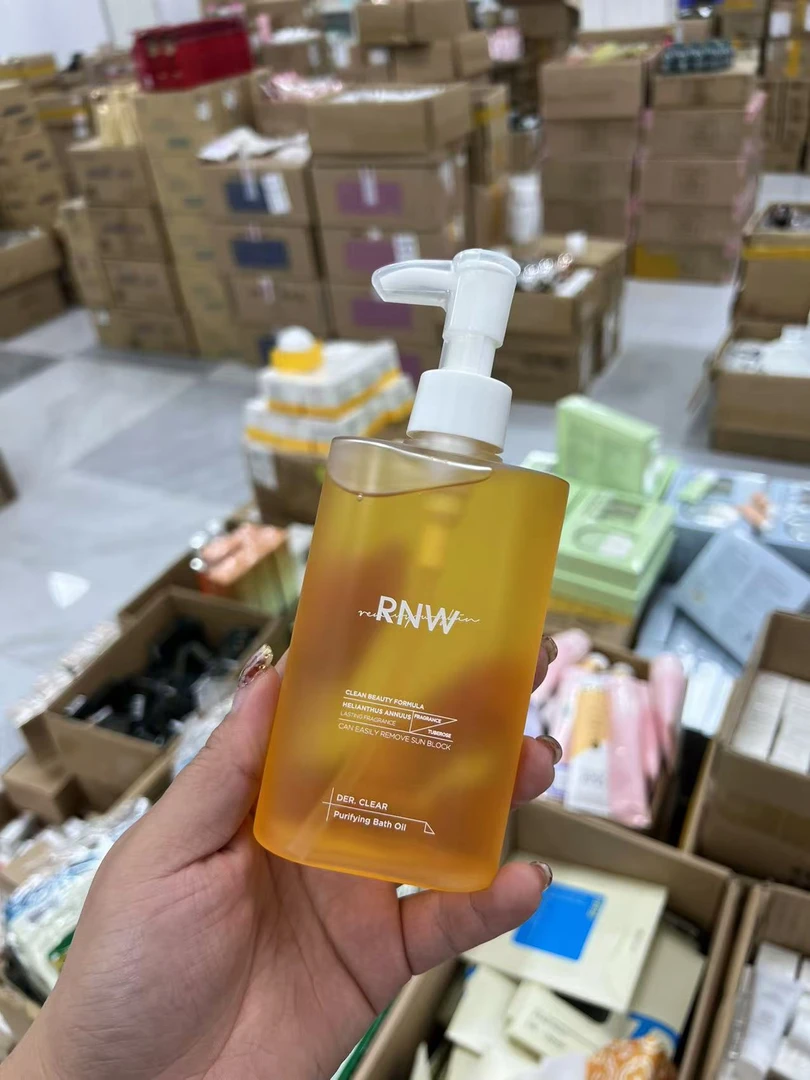 RNW
CLEAN BEAUTY FORMULA
HELIANTHUS ANNUUS FRAGRANCE
LASTING FRAGRANCE TUBEROSE
CAN EASILY REMOVE SUN BLOCK
DER. CLEAR
Purifying Bath Oil